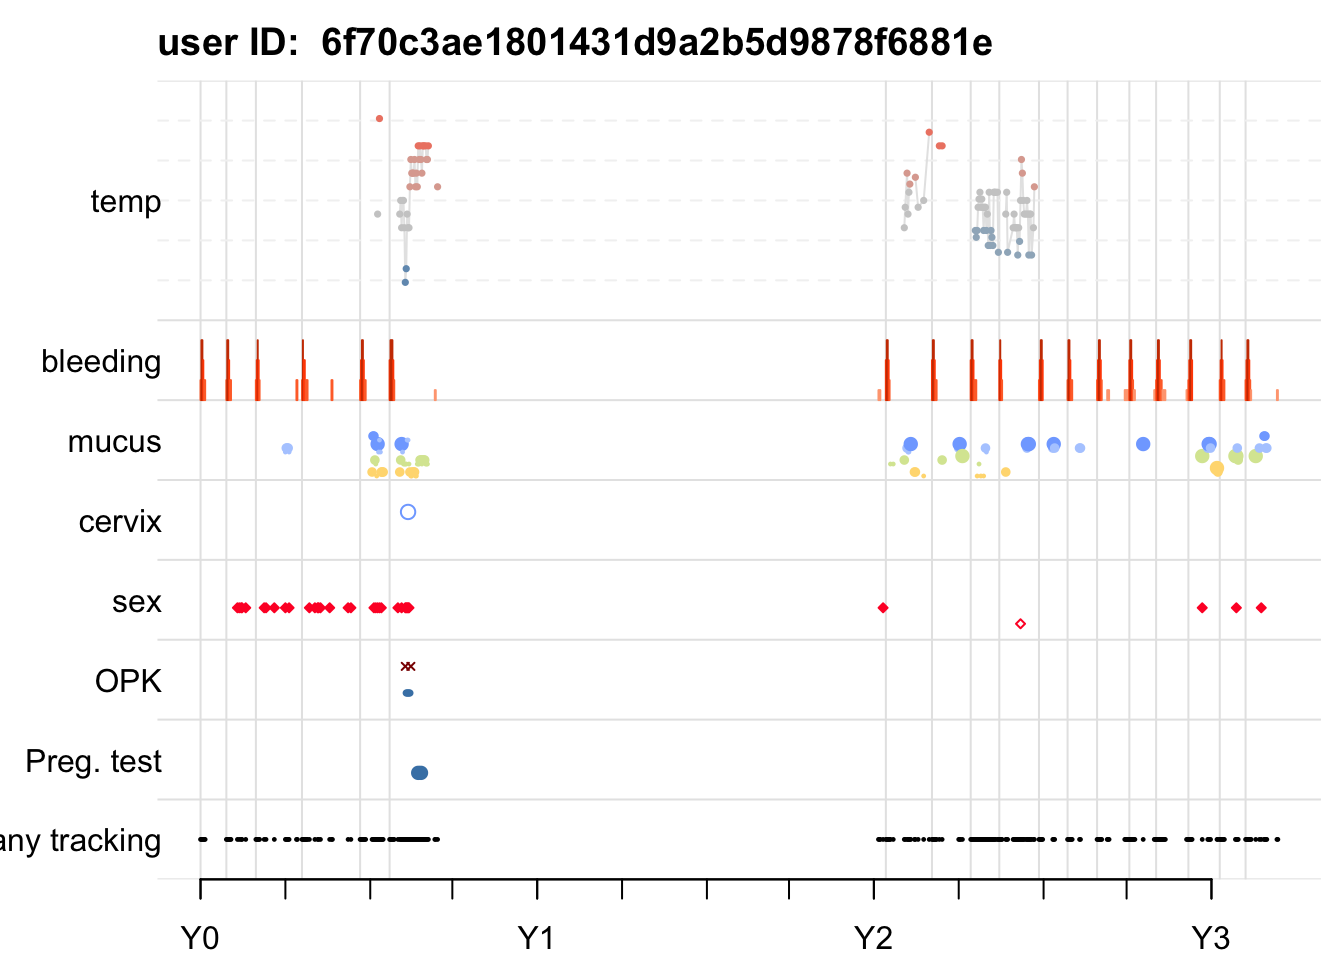 user ID:  6f70c3ae1801431d9a2b5d9878f6881e
temp
bleeding
mucus
cervix
sex
OPK
Preg. test
any tracking
Y0 Y1 Y2 Y3